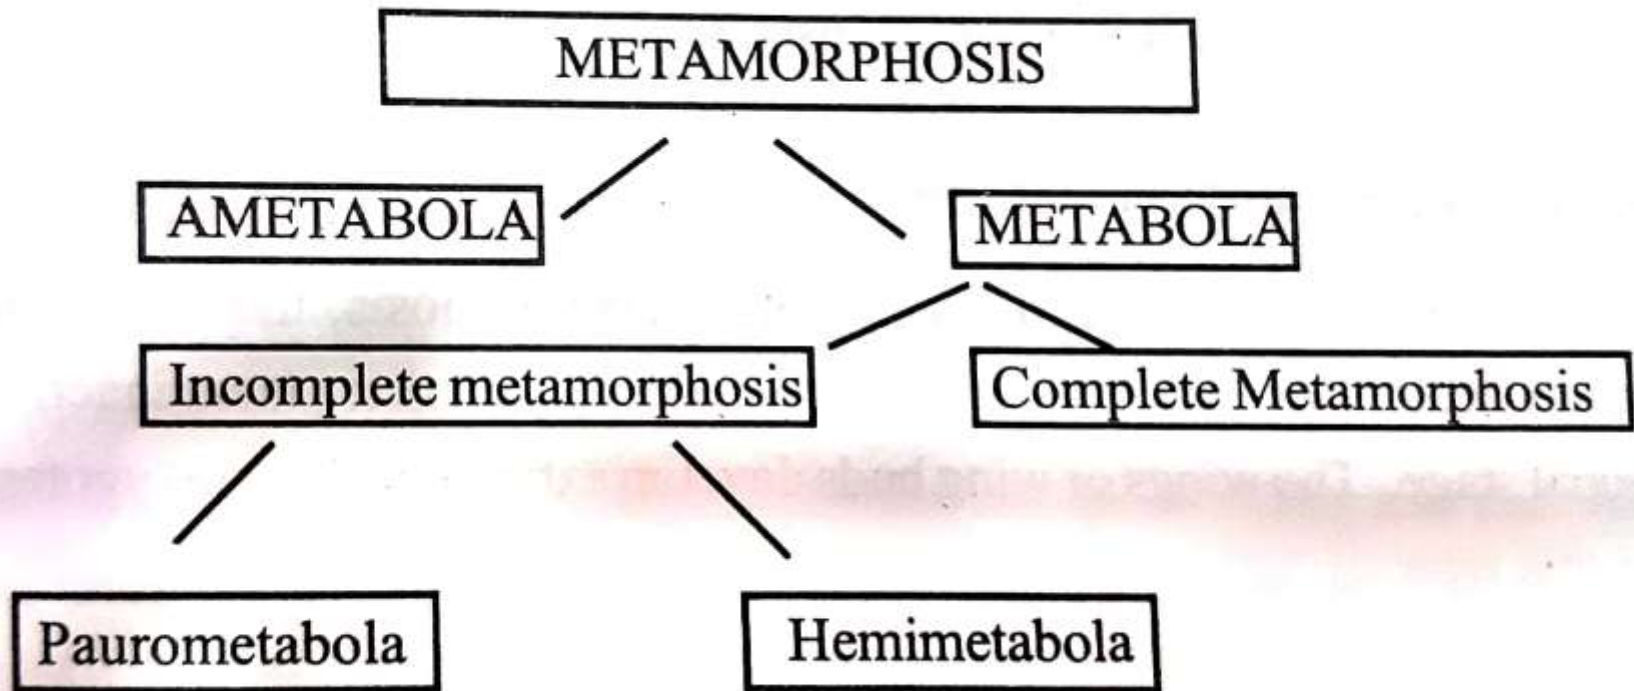 METAMORPHOSIS
AMETABOLA
METABOLA
Incomplete metamorphosis
Complete Metamorphosis
Paurometabola
Hemimetabola